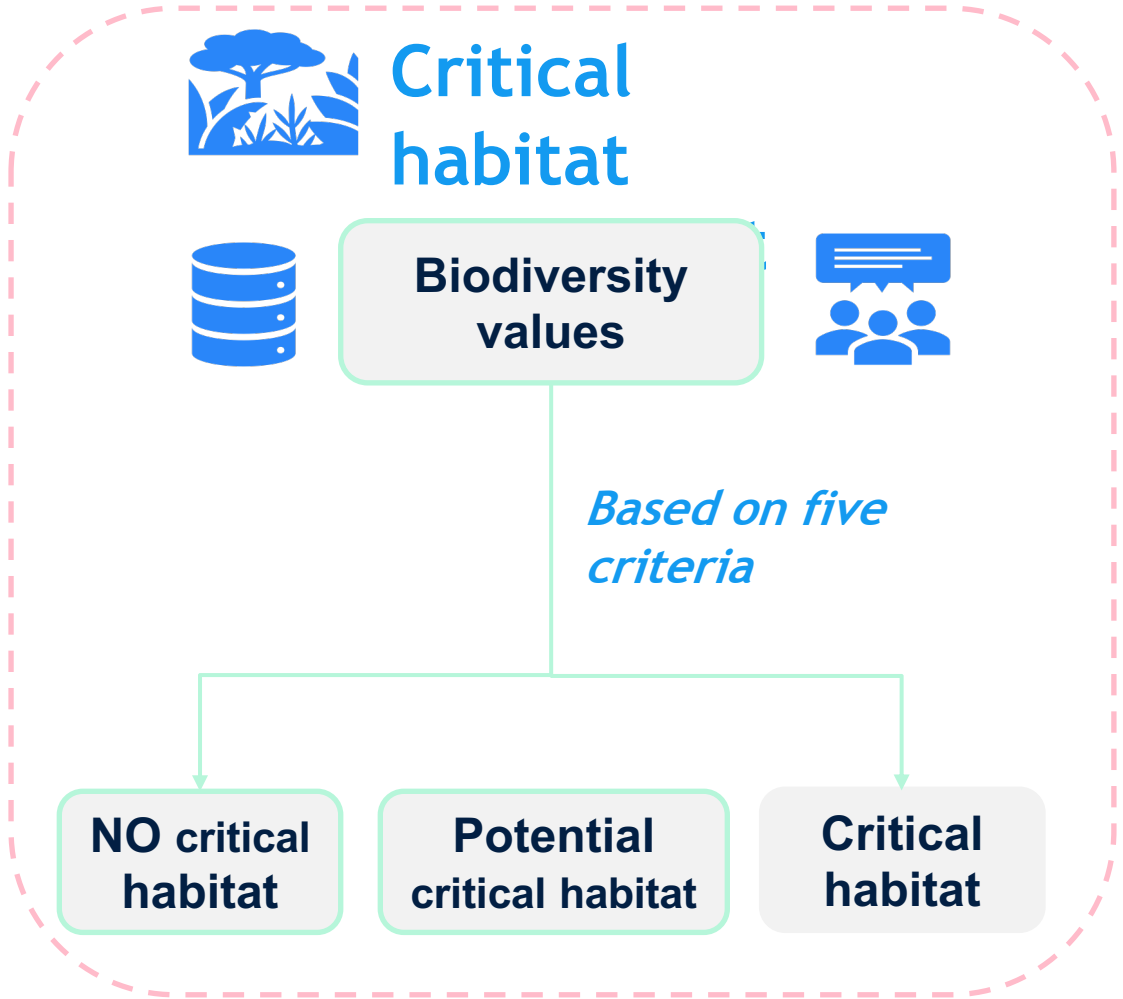 Critical
habitat
Biodiversity
values
Based on five
criteria
NO critical
habitat
Potential
critical habitat
Critical
habitat